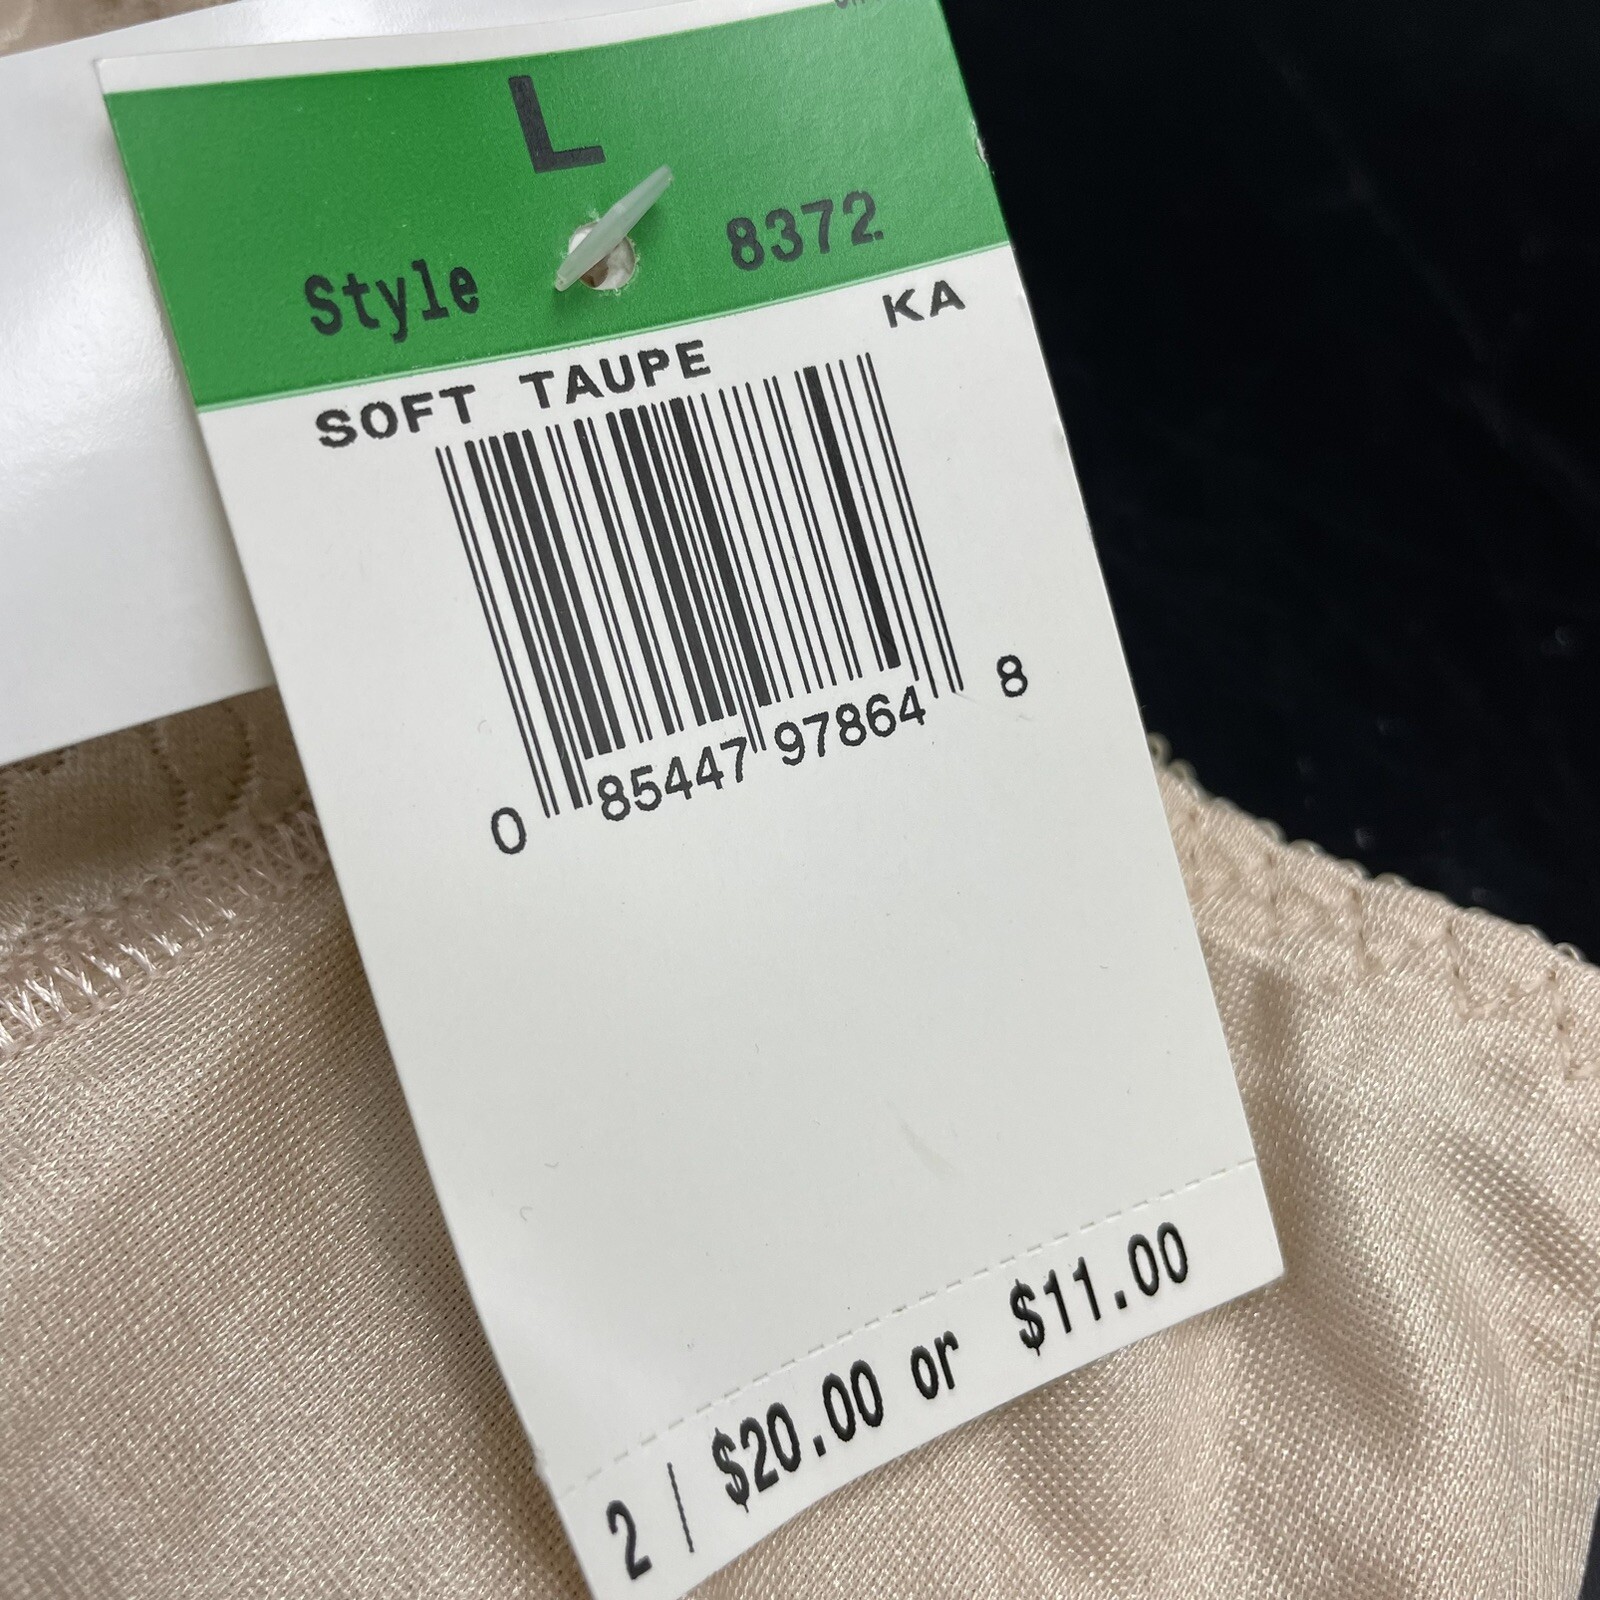 L
Style 8372
SOFT TAUPE KA
0 85447 97864 8
2 / $20.00 or $11.00